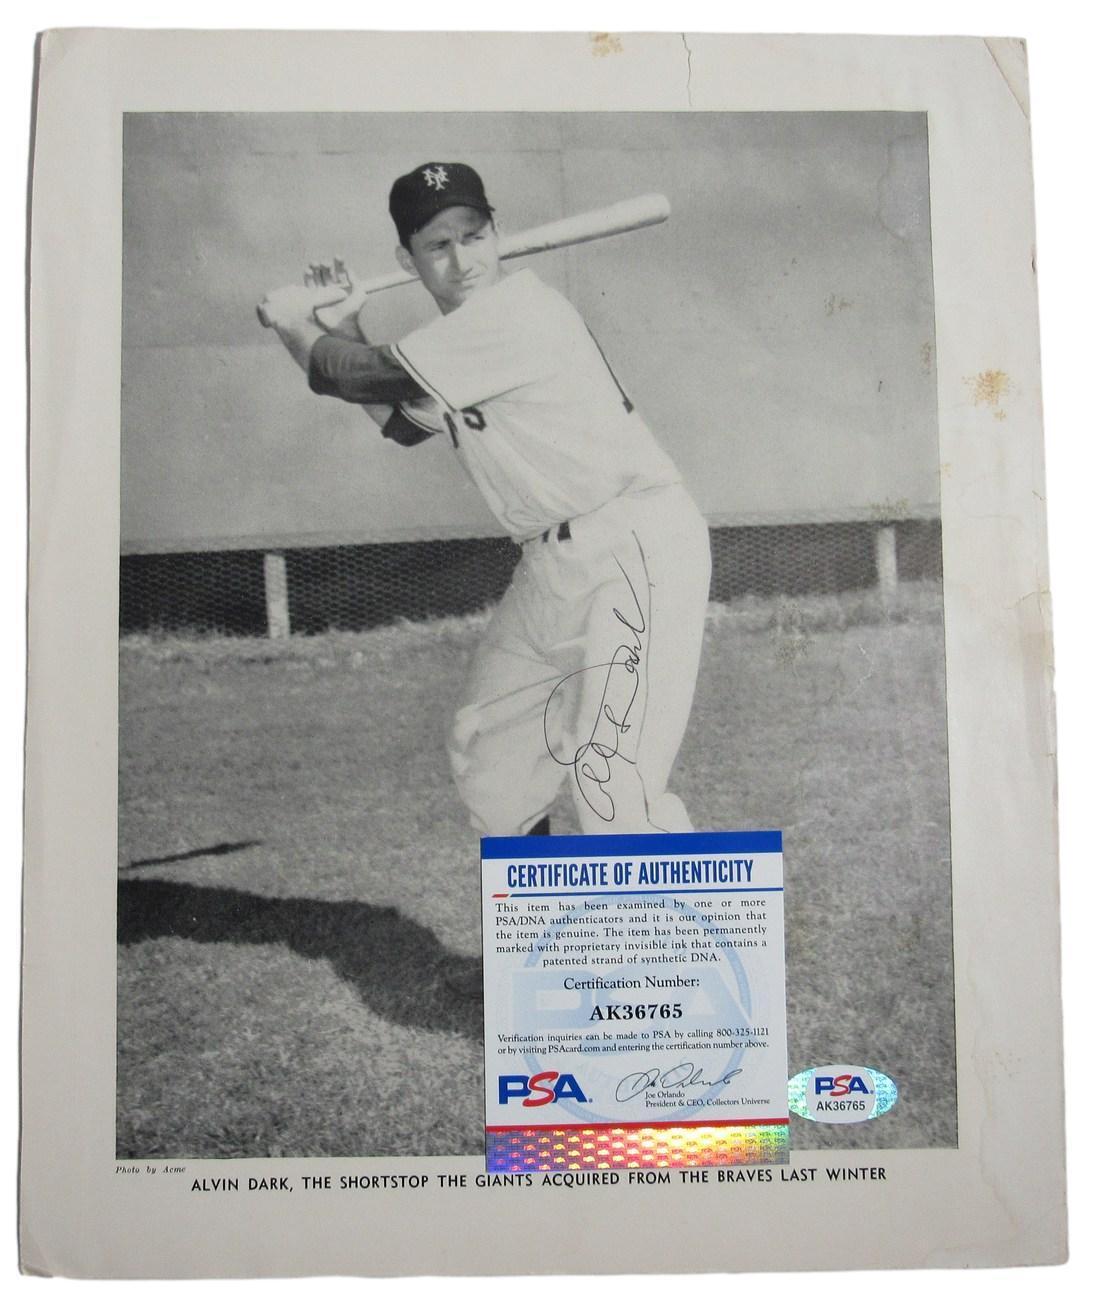 NY
Al Dark
CERTIFICATE OF AUTHENTICITY
This item has been examined by one or more
PSA/DNA authenticators and it is our opinion that
the item is genuine. The item has been permanently
marked with proprietary invisible ink that contains a
patented strand of synthetic DNA.
Certification Number:
AK36765
Verification inquiries can be made to PSA by calling 800-325-1121
or by visiting PSAcard.com and entering the certification number above.
PSA
Joe Orlando
President & CEO, Collectors Universe
PSA
AK36765
Photo by Acme
ALVIN DARK, THE SHORTSTOP THE GIANTS ACQUIRED FROM THE BRAVES LAST WINTER